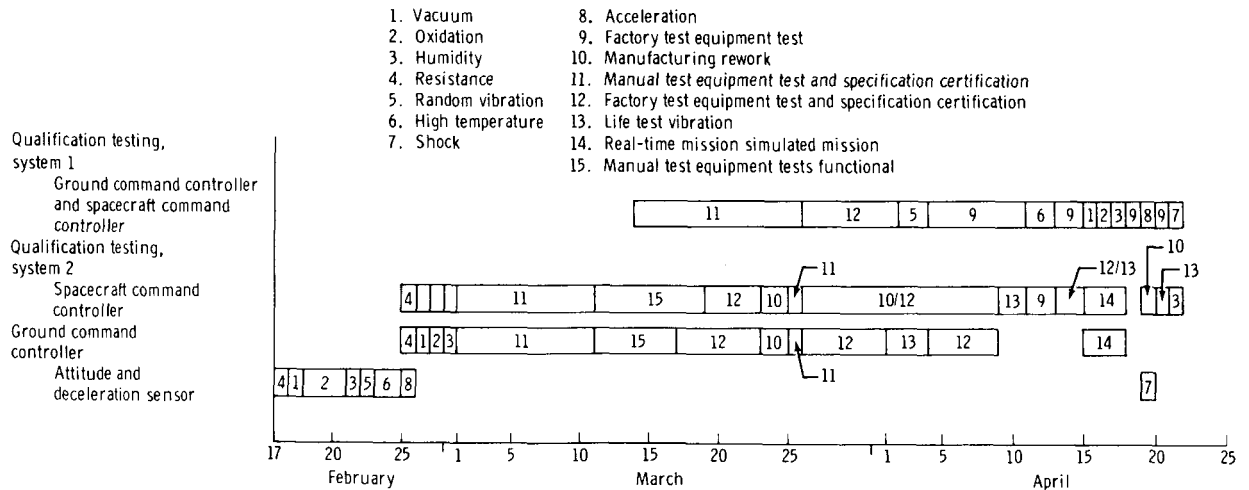 1. Vacuum
2. Oxidation
3. Humidity
4. Resistance
5. Random vibration
6. High temperature
7. Shock
8. Acceleration
9. Factory test equipment test
10. Manufacturing rework
11. Manual test equipment test and specification certification
12. Factory test equipment test and specification certification
13. Life test vibration
14. Real-time mission simulated mission
15. Manual test equipment tests functional
Qualification testing,
system 1
Ground command controller
and spacecraft command
controller
11 12 5 9 6 9 1 2 3 9 8 9 7
Qualification testing,
system 2
Spacecraft command
controller
11 12/13 10 13
4 11 15 12 10 10/12 13 9 14 3
Ground command
controller
4 1 2 3 11 15 12 10 12 13 12 14
11
Attitude and
deceleration sensor
4 1 2 3 5 6 8 7
17 20 25 1 5 10 15 20 25 1 5 10 15 20 25
February March April